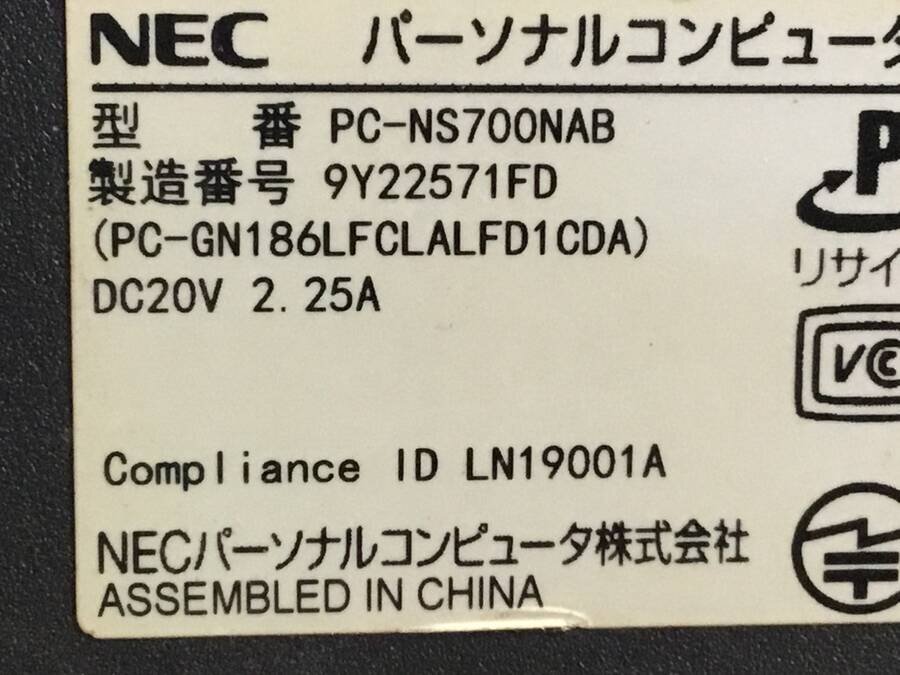 NEC パーソナルコンピュータ
型 番 PC-NS700NAB
製造番号 9Y22571FD
(PC-GN186LFCLALFD1CDA)
DC20V 2.25A
リサイ
VCC
Compliance ID LN19001A
NECパーソナルコンピュータ株式会社
ASSEMBLED IN CHINA